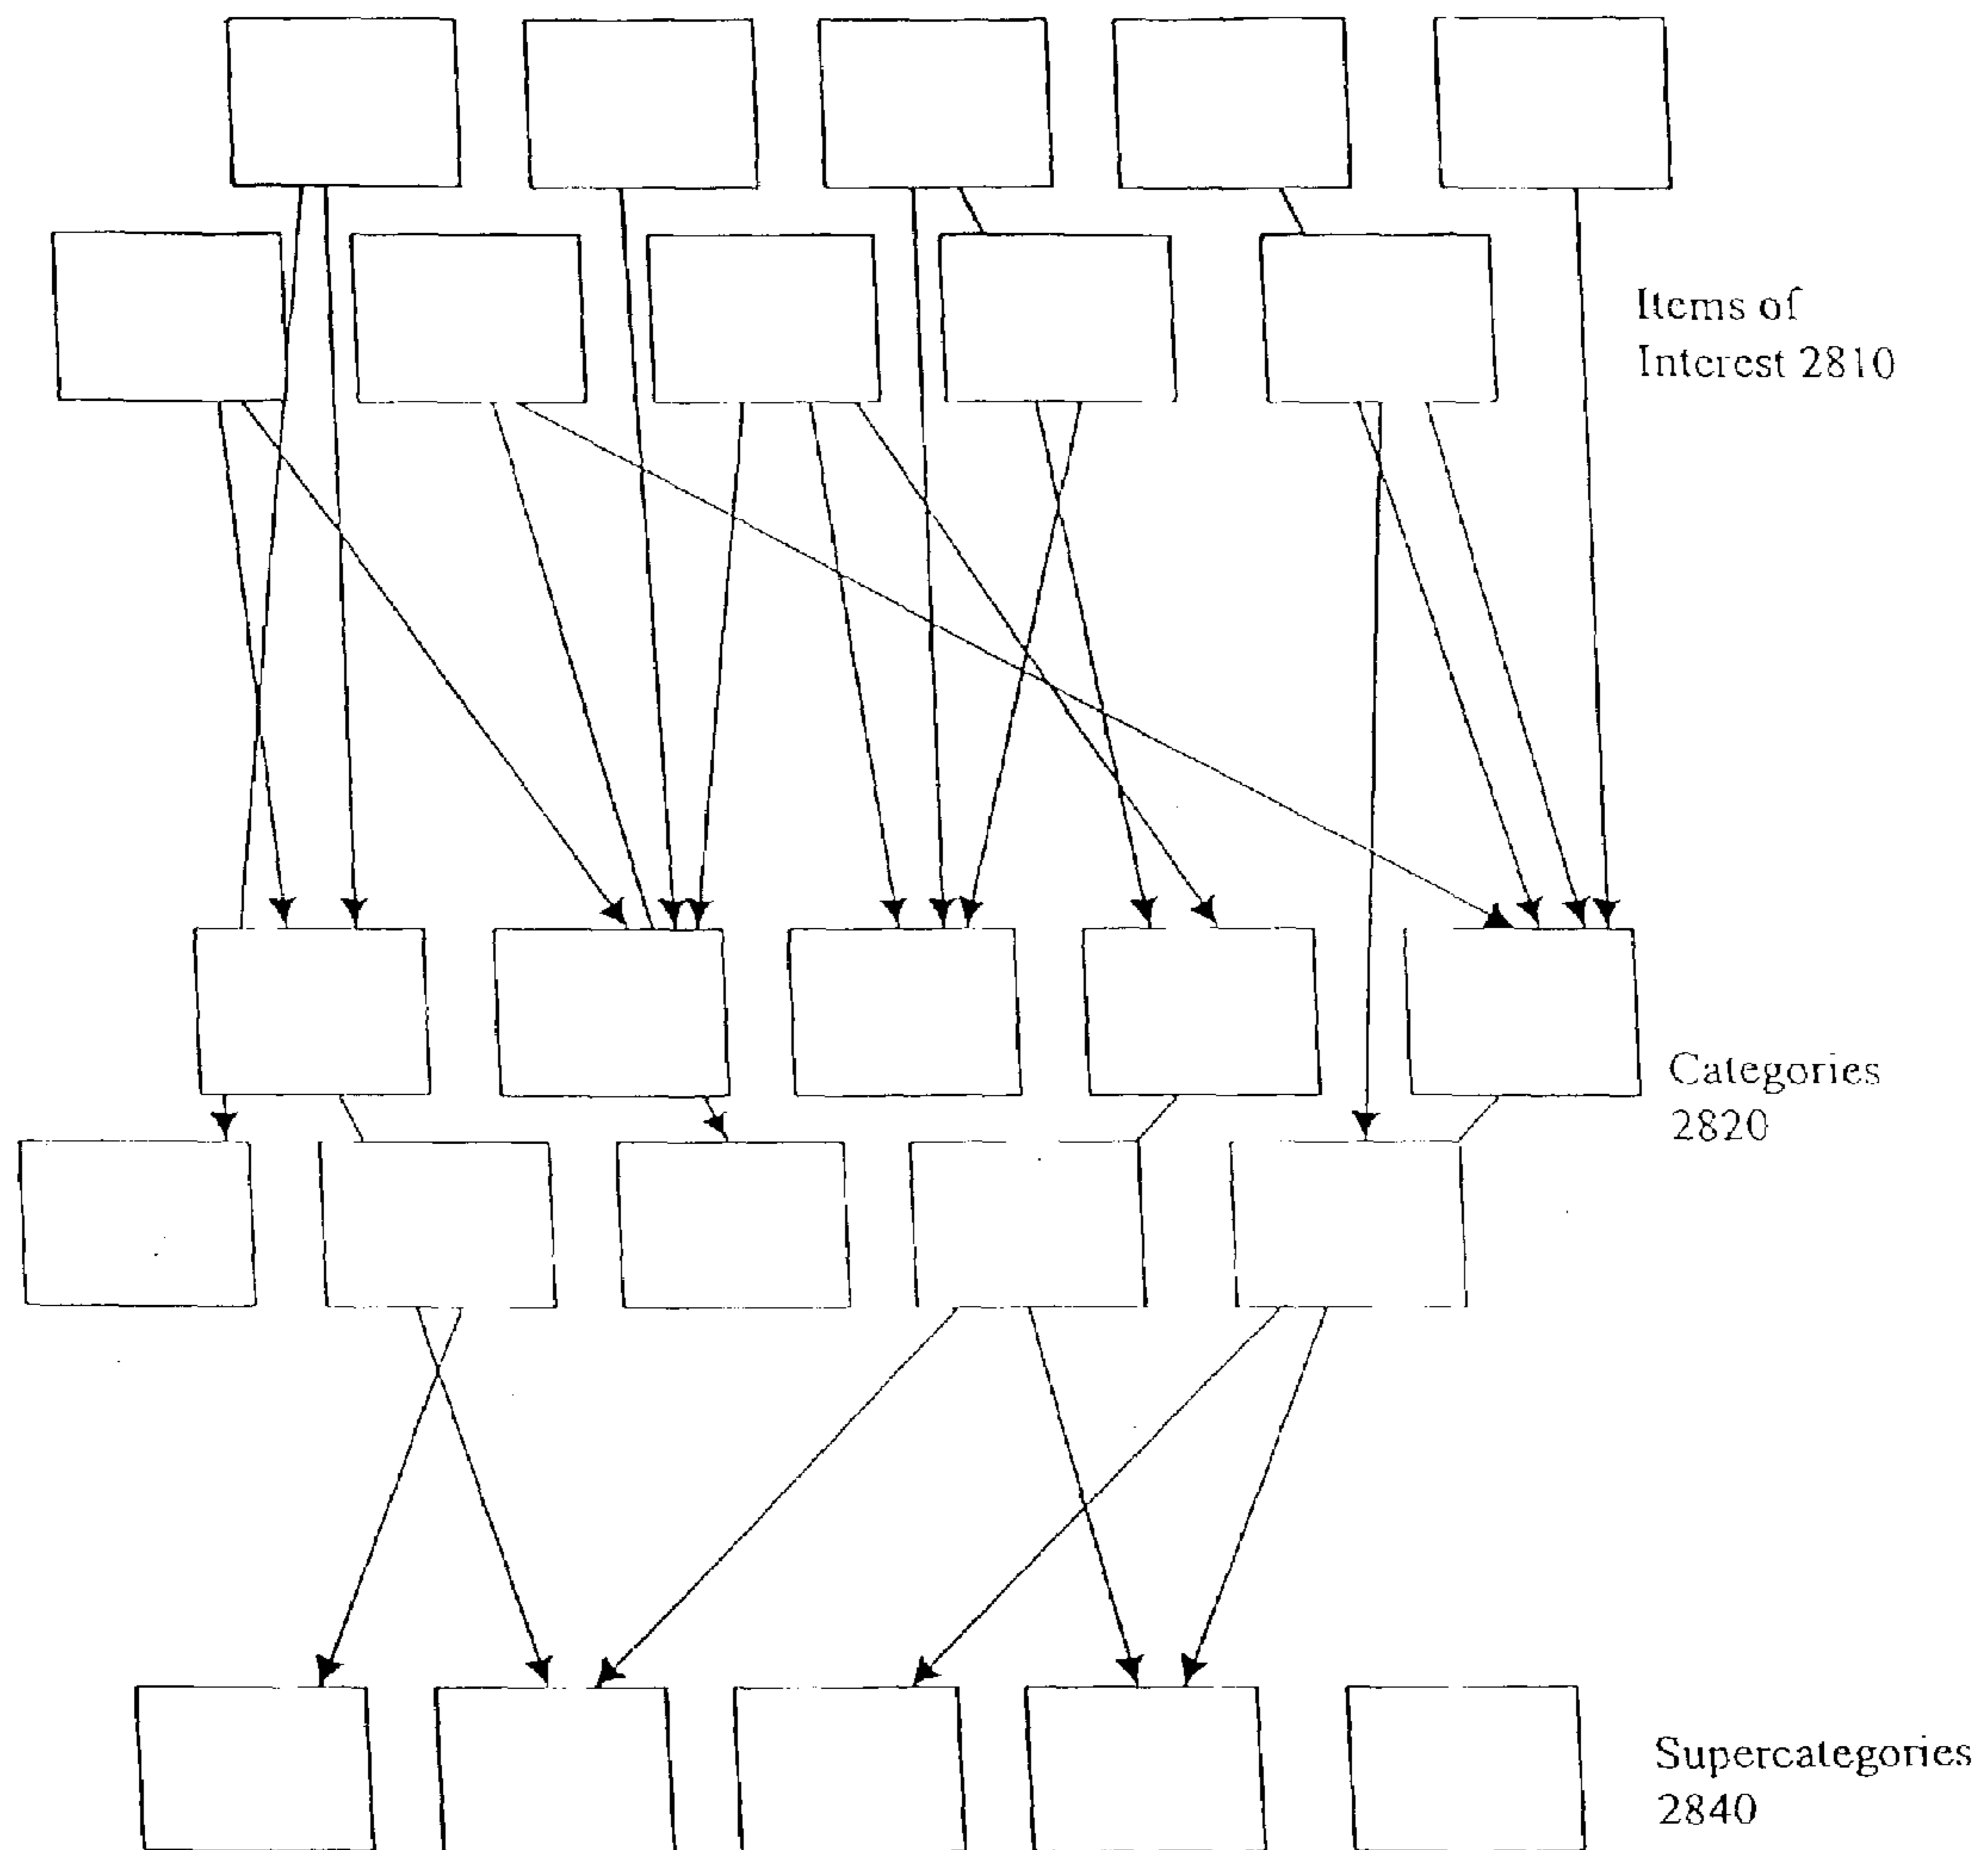 Items of
Interest 2810
Categories
2820
Supercategories
2840